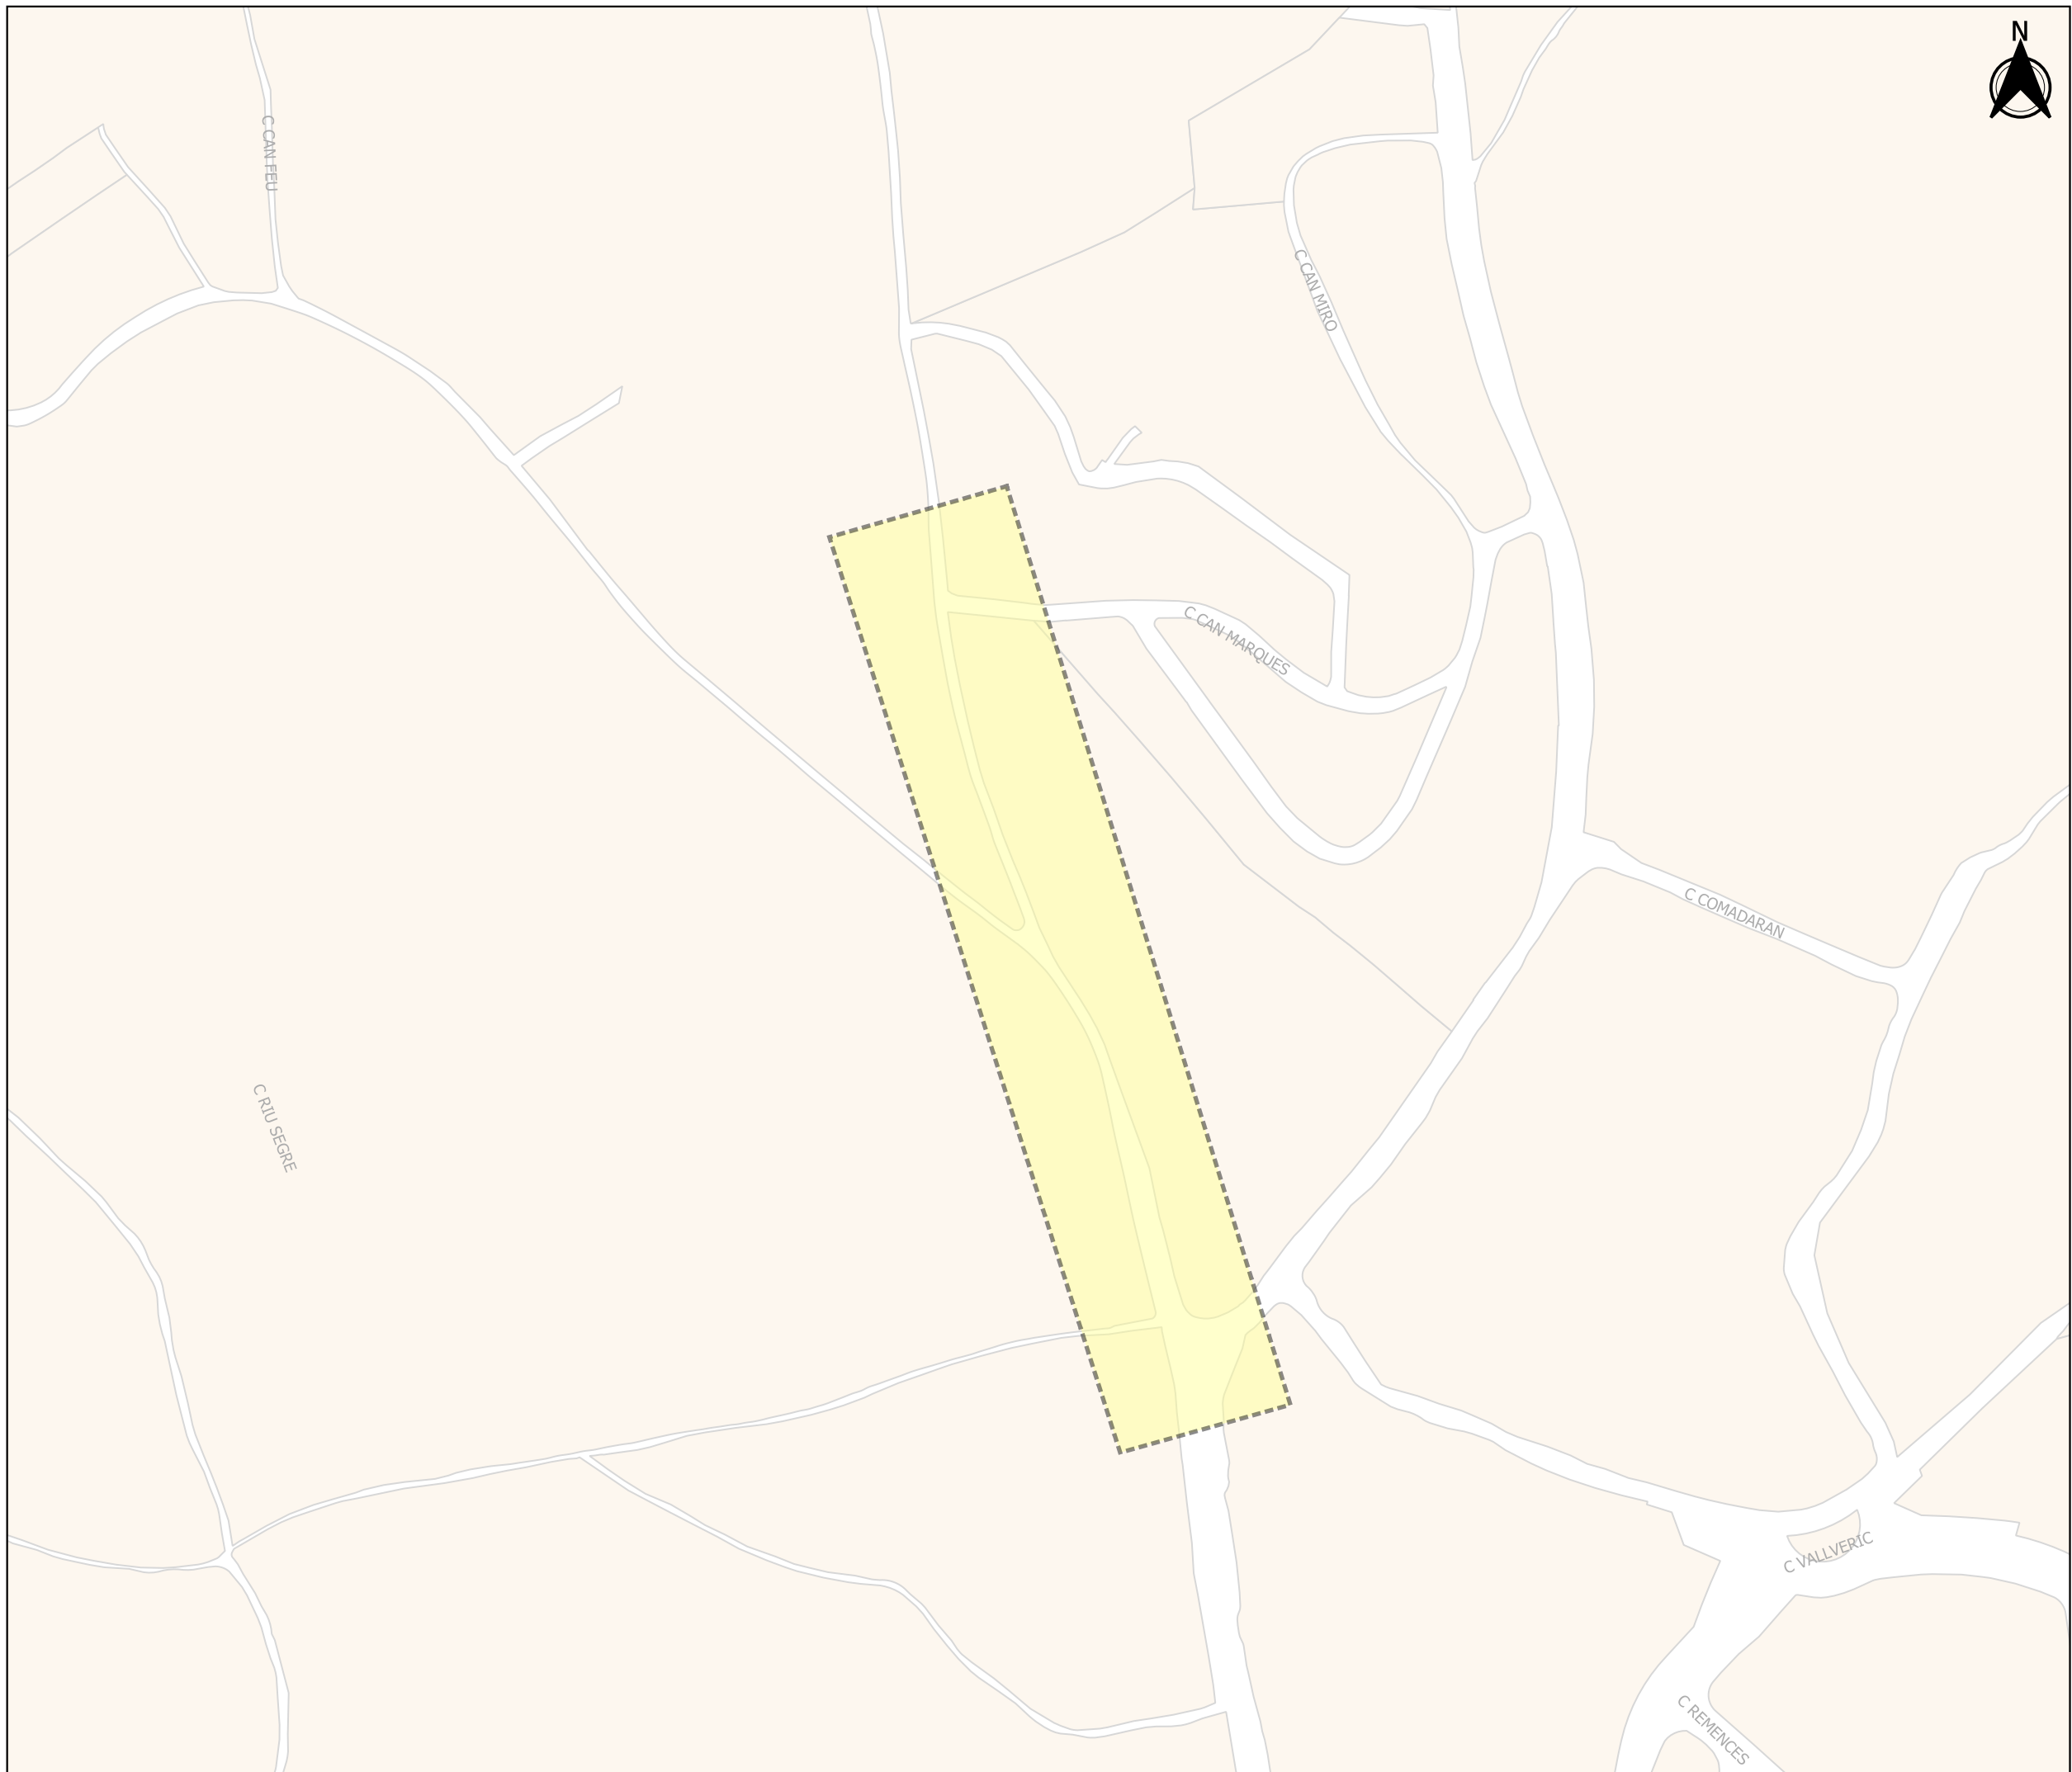 N
C CAN FEU
C CAN MIRO
C CAN MARQUES
C COMADARAN
C RIU SEGRE
C VALLVERIC
C REMENCES